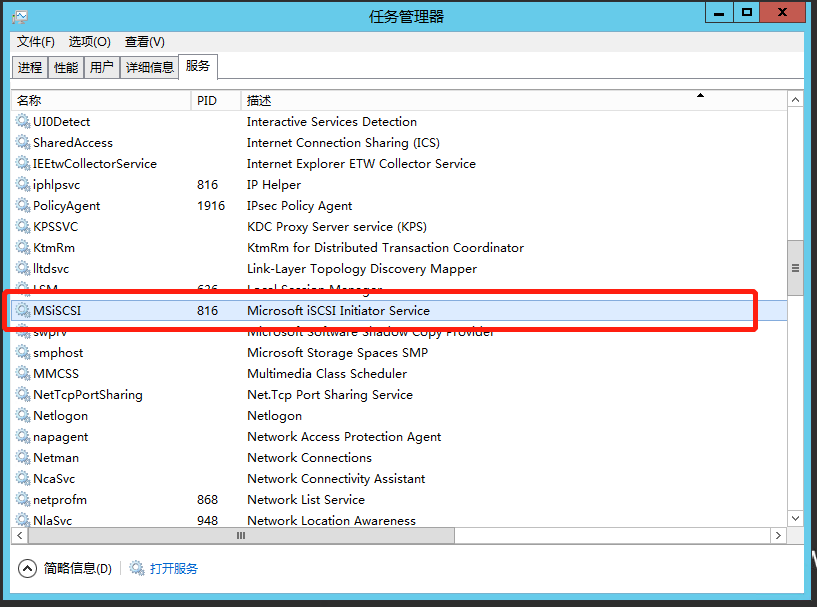 任务管理器
文件(F) 选项(O) 查看(V)
进程 性能 用户 详细信息 服务
名称 PID 描述
UI0Detect Interactive Services Detection
SharedAccess Internet Connection Sharing (ICS)
IEEtwCollectorService Internet Explorer ETW Collector Service
iphlpsvc 816 IP Helper
PolicyAgent 1916 IPsec Policy Agent
KPSSVC KDC Proxy Server service (KPS)
KtmRm KtmRm for Distributed Transaction Coordinator
lltdsvc Link-Layer Topology Discovery Mapper
LSM 636 Local Session Manager
MSiSCSI 816 Microsoft iSCSI Initiator Service
swprv Microsoft Software Shadow Copy Provider
smphost Microsoft Storage Spaces SMP
MMCSS Multimedia Class Scheduler
NetTcpPortSharing Net.Tcp Port Sharing Service
Netlogon Netlogon
napagent Network Access Protection Agent
Netman Network Connections
NcaSvc Network Connectivity Assistant
netprofm 868 Network List Service
NlaSvc 948 Network Location Awareness
简略信息(D) 打开服务